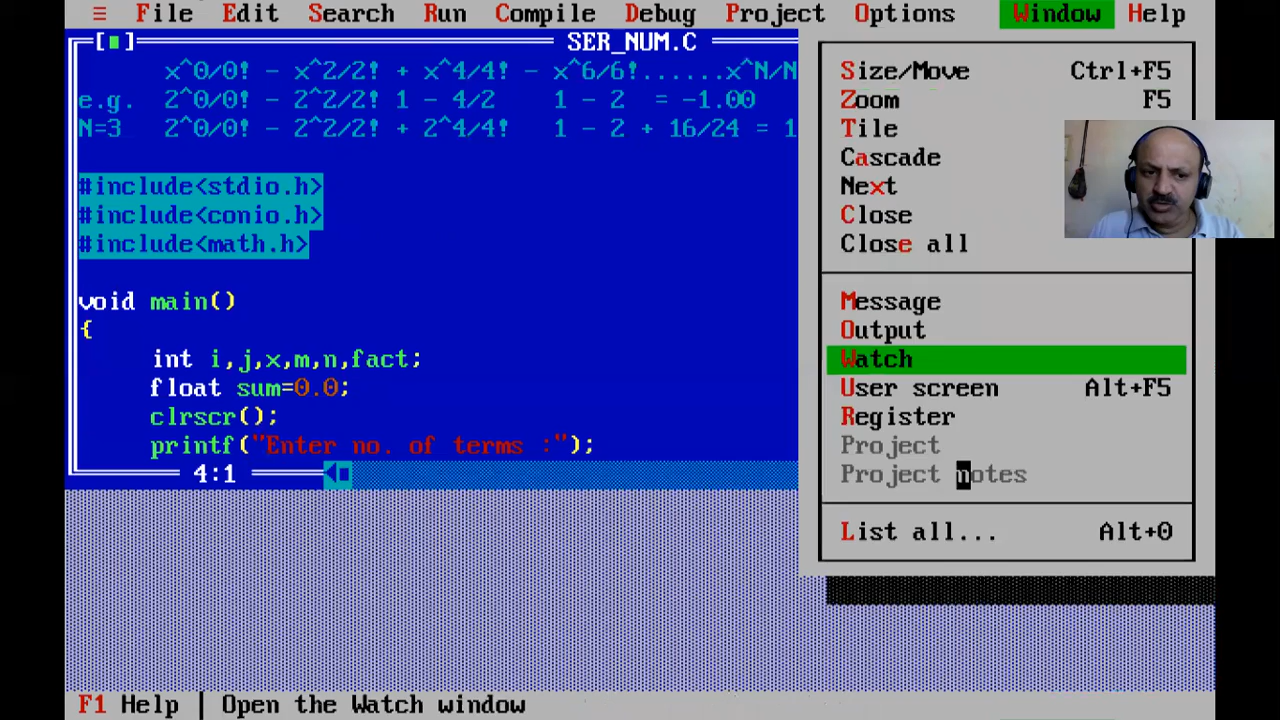 ≡ File Edit Search Run Compile Debug Project Options Window Help
[■] SER_NUM.C
x^0/0! - x^2/2! + x^4/4! - x^6/6!......x^N/N
e.g. 2^0/0! - 2^2/2! 1 - 4/2 1 - 2 = -1.00
N=3 2^0/0! - 2^2/2! + 2^4/4! 1 - 2 + 16/24 = 1
#include<stdio.h>
#include<conio.h>
#include<math.h>
void main()
{
int i,j,x,m,n,fact;
float sum=0.0;
clrscr();
printf("Enter no. of terms :");
4:1
Size/Move Ctrl+F5
Zoom F5
Tile
Cascade
Next
Close
Close all
Message
Output
Watch
User screen Alt+F5
Register
Project
Project notes
List all... Alt+0
F1 Help | Open the Watch window